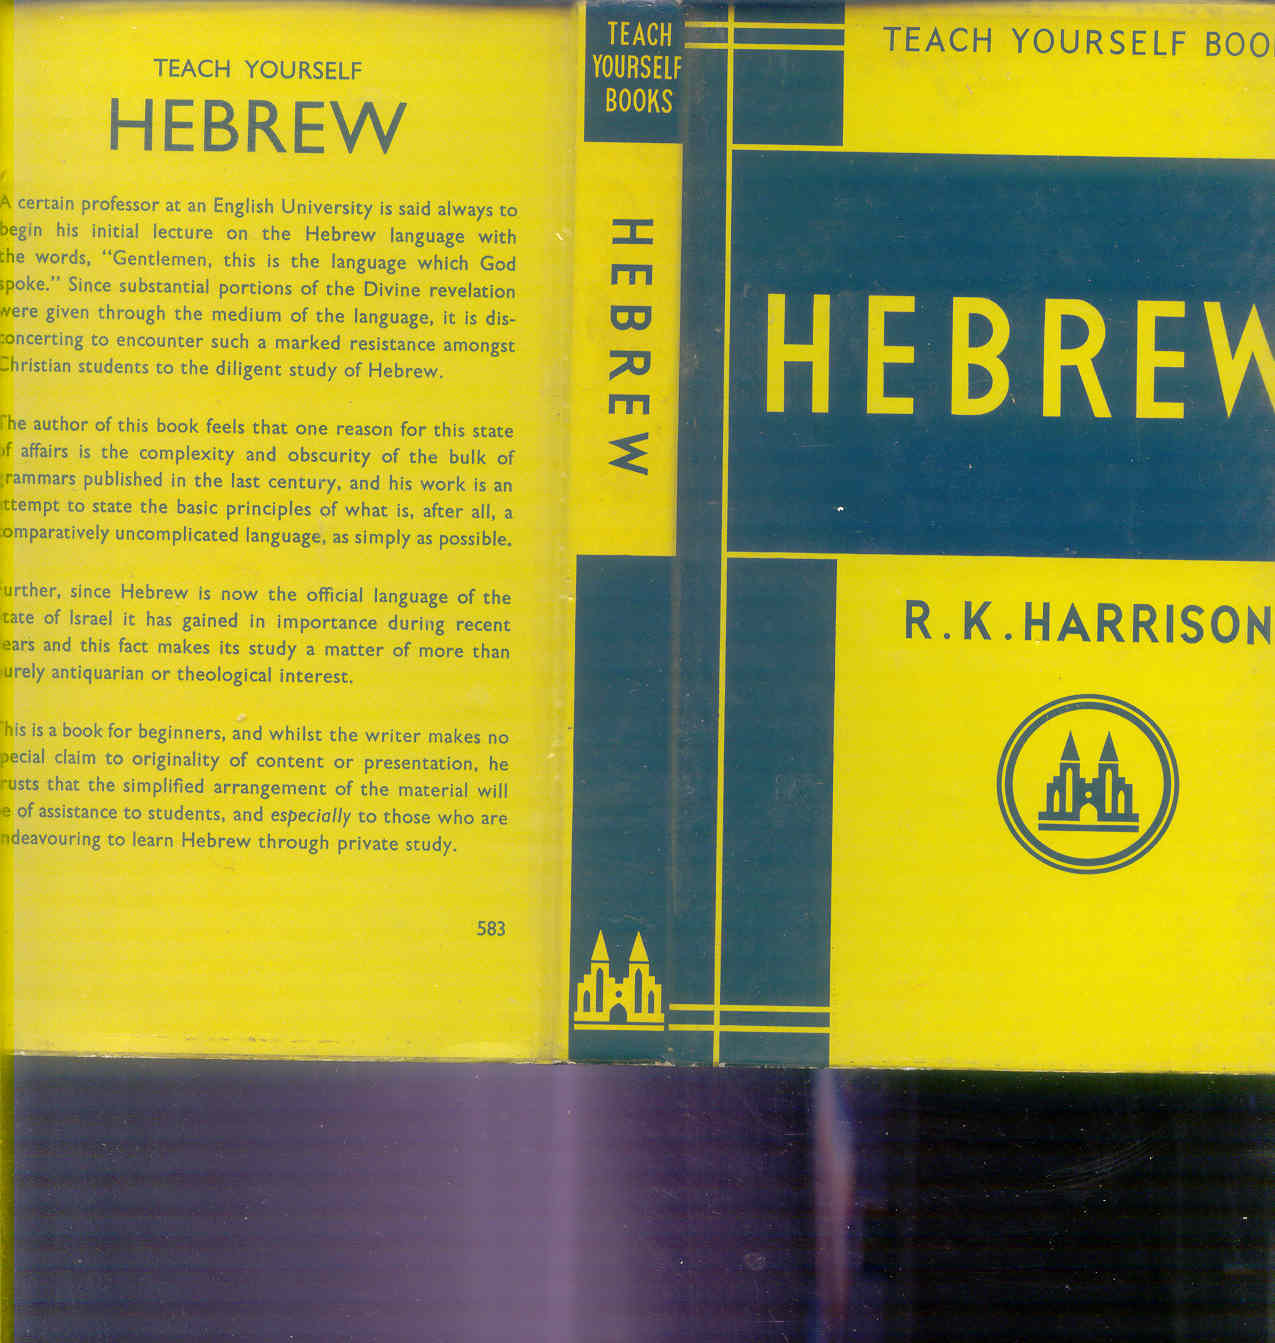 TEACH YOURSELF
HEBREW
A certain professor at an English University is said always to
begin his initial lecture on the Hebrew language with
the words, “Gentlemen, this is the language which God
spoke.” Since substantial portions of the Divine revelation
were given through the medium of the language, it is dis-
concerting to encounter such a marked resistance amongst
Christian students to the diligent study of Hebrew.
The author of this book feels that one reason for this state
of affairs is the complexity and obscurity of the bulk of
grammars published in the last century, and his work is an
ttempt to state the basic principles of what is, after all, a
omparatively uncomplicated language, as simply as possible.
urther, since Hebrew is now the official language of the
tate of Israel it has gained in importance during recent
ears and this fact makes its study a matter of more than
urely antiquarian or theological interest.
This is a book for beginners, and whilst the writer makes no
pecial claim to originality of content or presentation, he
rusts that the simplified arrangement of the material will
e of assistance to students, and especially to those who are
ndeavouring to learn Hebrew through private study.
583
TEACH
YOURSELF
BOOKS
HEBREW
TEACH YOURSELF BOO
HEBREW
R.K.HARRISON